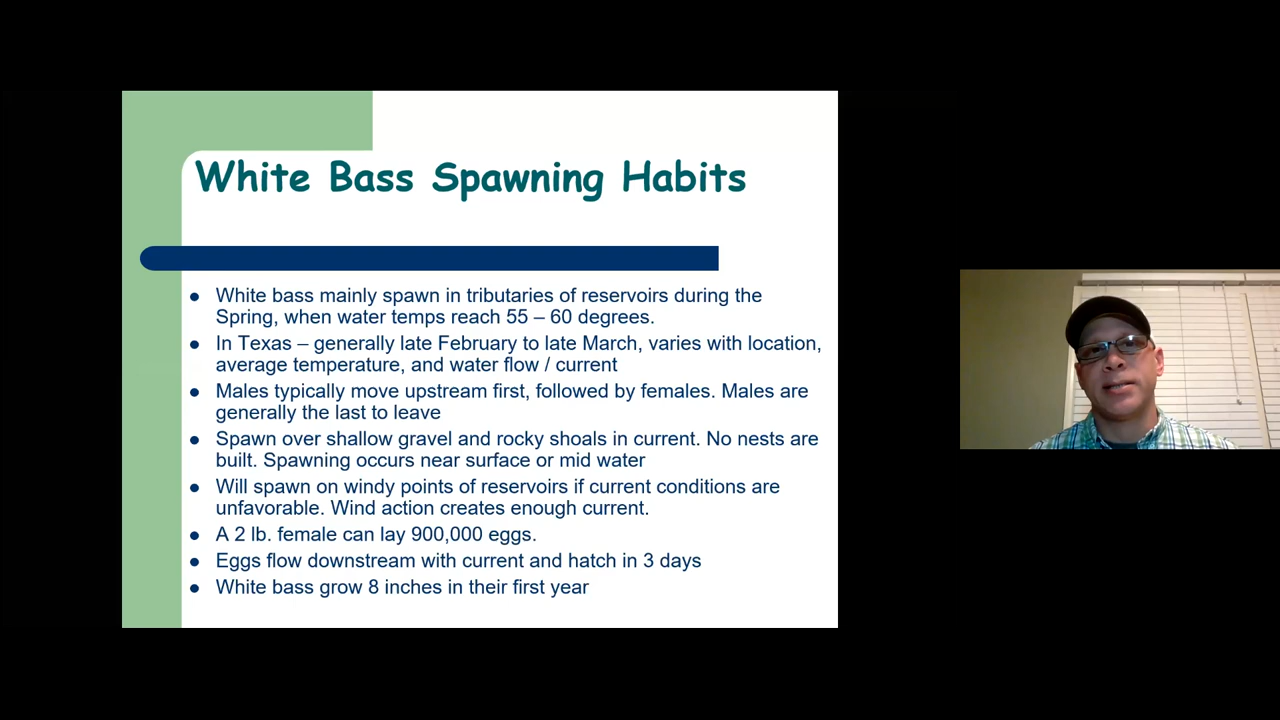 White Bass Spawning Habits
White bass mainly spawn in tributaries of reservoirs during the
Spring, when water temps reach 55 – 60 degrees.
In Texas – generally late February to late March, varies with location,
average temperature, and water flow / current
Males typically move upstream first, followed by females. Males are
generally the last to leave
Spawn over shallow gravel and rocky shoals in current. No nests are
built. Spawning occurs near surface or mid water
Will spawn on windy points of reservoirs if current conditions are
unfavorable. Wind action creates enough current.
A 2 lb. female can lay 900,000 eggs.
Eggs flow downstream with current and hatch in 3 days
White bass grow 8 inches in their first year